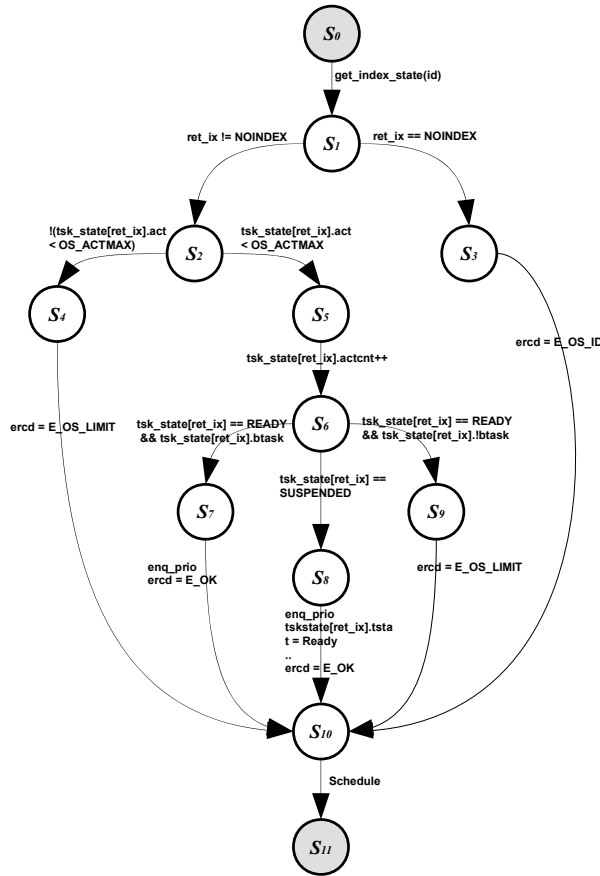 S0
get_index_state(id)
S1
ret_ix != NOINDEX
ret_ix == NOINDEX
!(tsk_state[ret_ix].act
< OS_ACTMAX)
tsk_state[ret_ix].act
< OS_ACTMAX
S2
S3
S4
S5
ercd = E_OS_ID
tsk_state[ret_ix].actcnt++
ercd = E_OS_LIMIT
S6
tsk_state[ret_ix] == READY
&& tsk_state[ret_ix].btask
tsk_state[ret_ix] == READY
&& tsk_state[ret_ix].!btask
tsk_state[ret_ix] ==
SUSPENDED
S7
S9
S8
enq_prio
ercd = E_OK
ercd = E_OS_LIMIT
enq_prio
tskstate[ret_ix].tsta
t = Ready
..
ercd = E_OK
S10
Schedule
S11